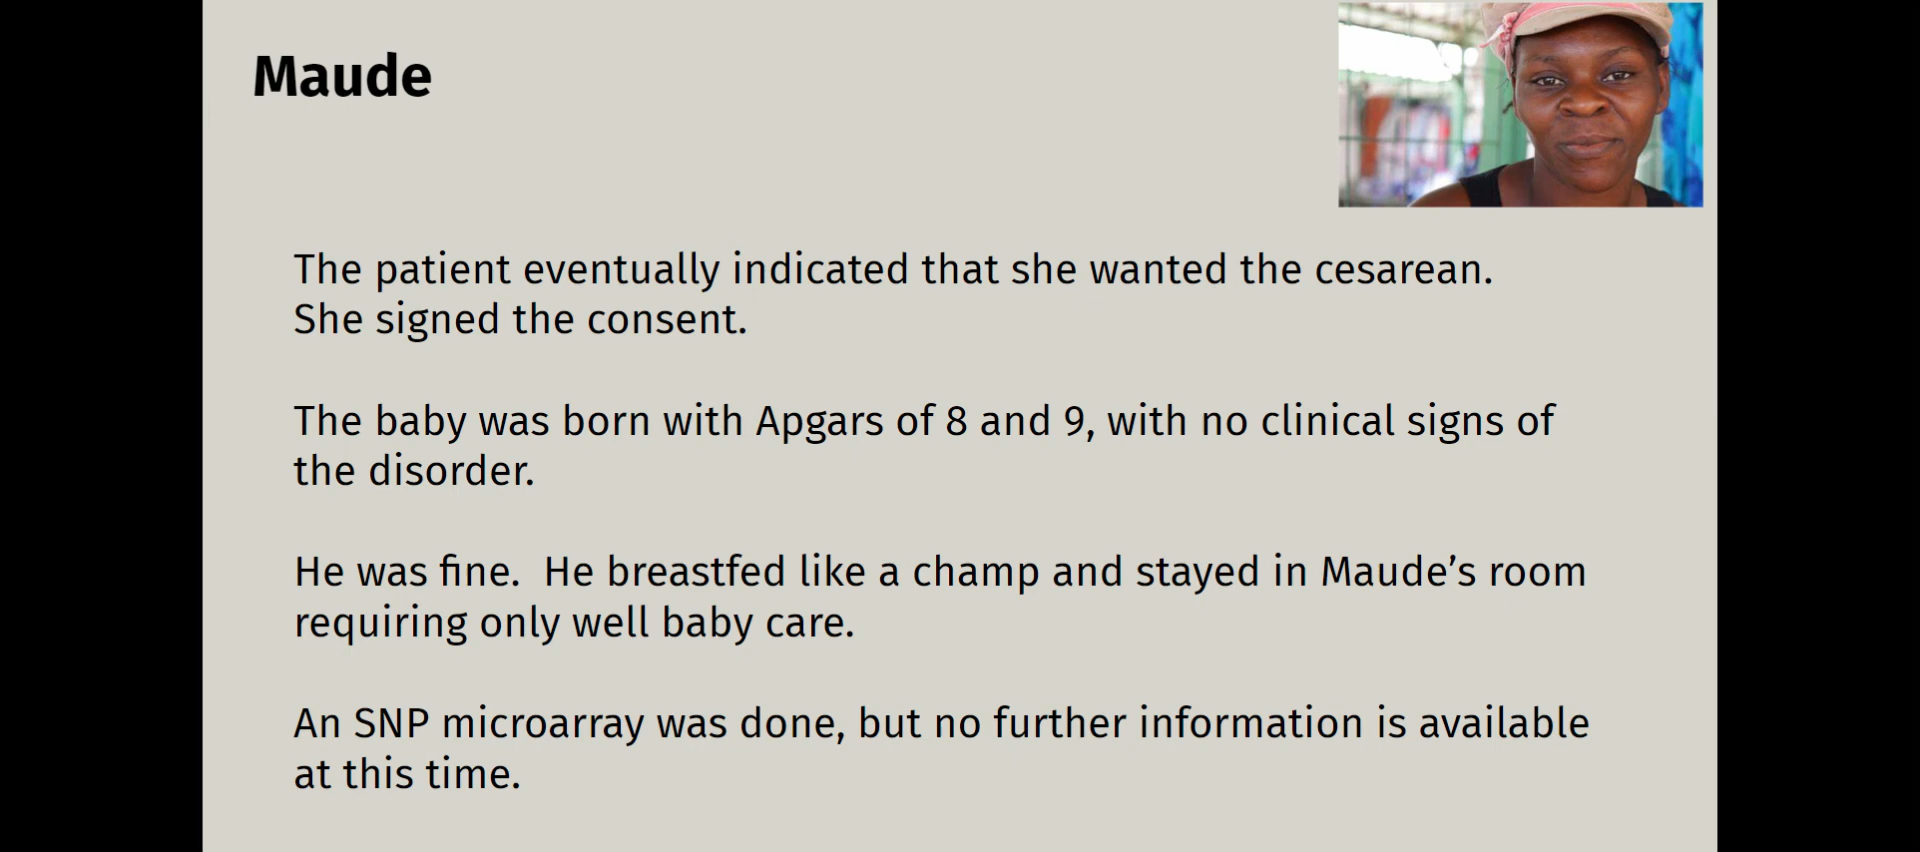 Maude
The patient eventually indicated that she wanted the cesarean.
She signed the consent.
The baby was born with Apgars of 8 and 9, with no clinical signs of
the disorder.
He was fine.  He breastfed like a champ and stayed in Maude’s room
requiring only well baby care.
An SNP microarray was done, but no further information is available
at this time.